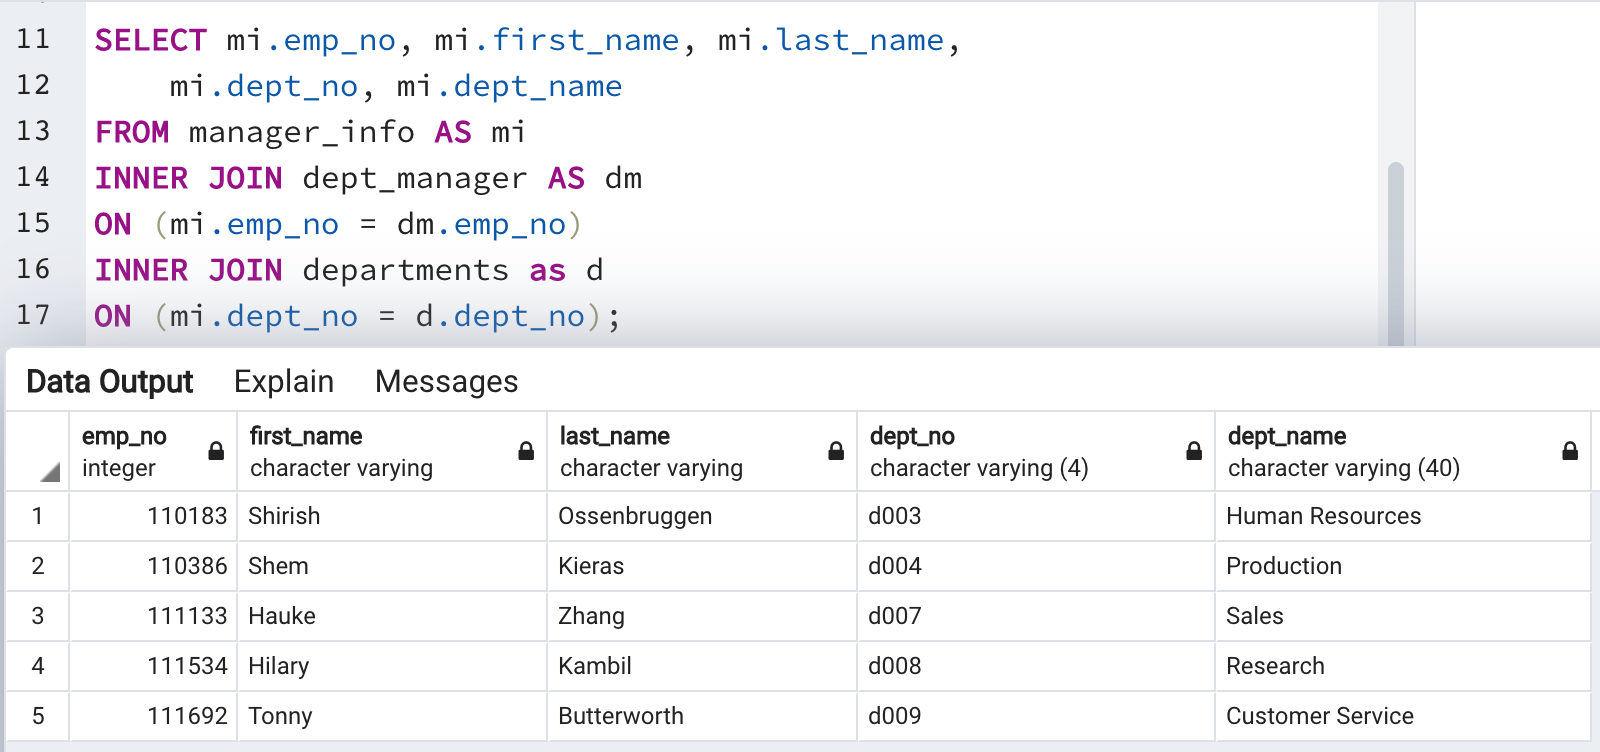 11 SELECT mi.emp_no, mi.first_name, mi.last_name,
12 mi.dept_no, mi.dept_name
13 FROM manager_info AS mi
14 INNER JOIN dept_manager AS dm
15 ON (mi.emp_no = dm.emp_no)
16 INNER JOIN departments as d
17 ON (mi.dept_no = d.dept_no);
Data Output Explain Messages
emp_no first_name last_name dept_no dept_name
integer character varying character varying character varying (4) character varying (40)
1 110183 Shirish Ossenbruggen d003 Human Resources
2 110386 Shem Kieras d004 Production
3 111133 Hauke Zhang d007 Sales
4 111534 Hilary Kambil d008 Research
5 111692 Tonny Butterworth d009 Customer Service